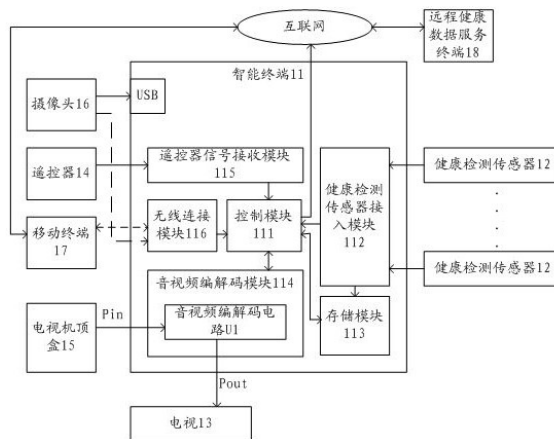 互联网
远程健康
数据服务
终端18
智能终端11
摄像头16
USB
遥控器14
遥控器信号接收模块
115
健康检测
传感器接
入模块
112
健康检测传感器12
移动终端
17
无线连接
模块116
控制模块
111
健康检测传感器12
音视频编解码模块114
电视机顶
盒15
Pin
音视频编解码电
路U1
存储模块
113
Pout
电视13